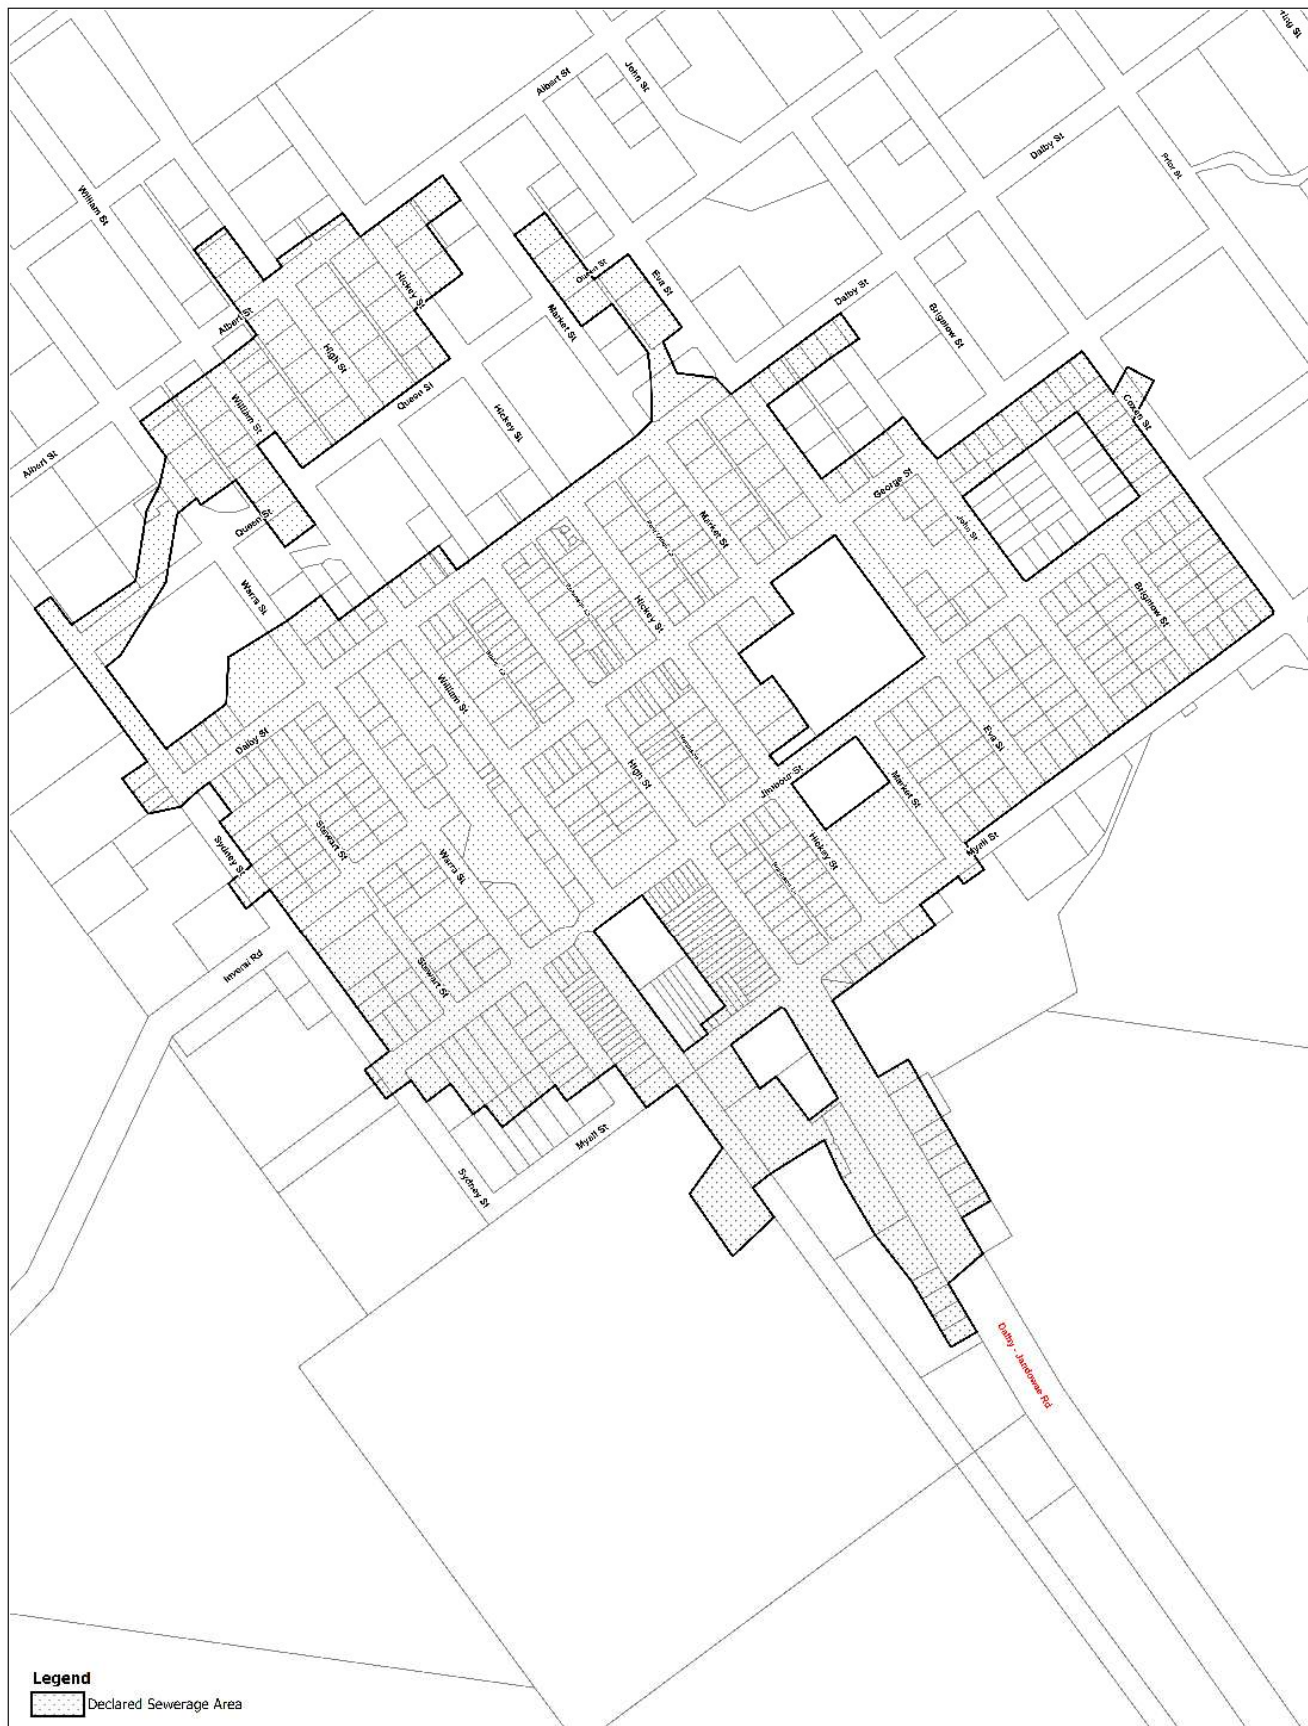 rring St
Albert St
John St
Dalby St
Prior St
William St
Hickey St
Queen St
Eva St
Dalby St
Albert St
Market St
Brigalow St
High St
Queen St
Coxen St
William St
Hickey St
Albert St
George St
Market St
John St
Queen St
Warra St
Hickey St
Brigalow St
William St
Dalby St
Eva St
High St
Jimbour St
Market St
Stewart St
Sydney St
Warra St
Hickey St
Myall St
Inverai Rd
Stewart St
Myall St
Sydney St
Dalby - Jandowae Rd
Legend
Declared Sewerage Area